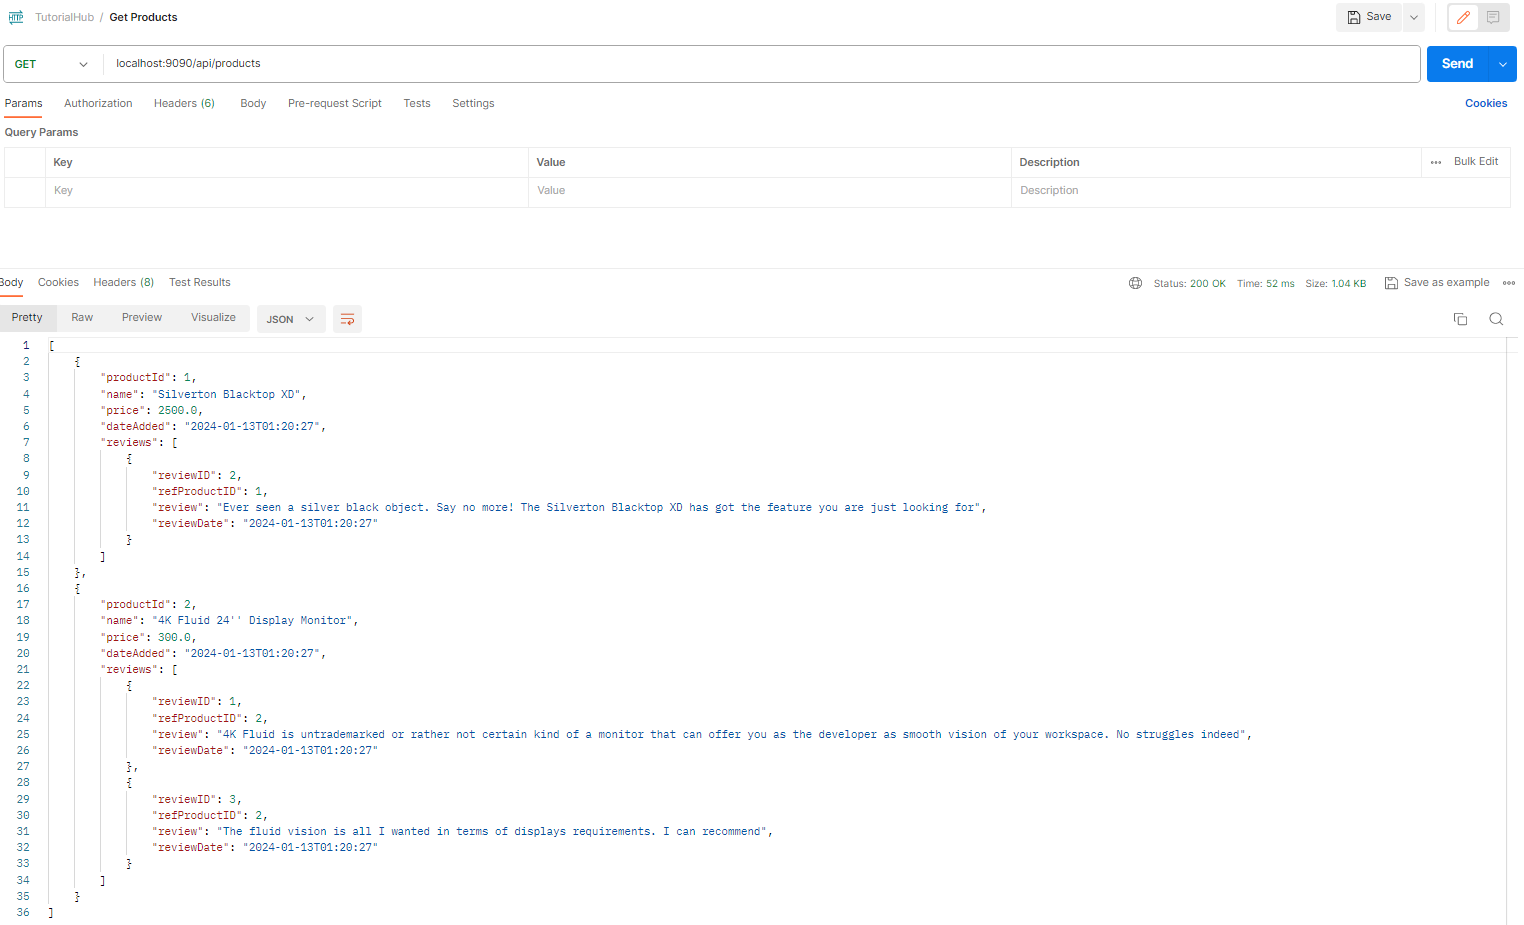 HTTP TutorialHub / Get Products Save
GET localhost:9090/api/products Send
Params Authorization Headers (6) Body Pre-request Script Tests Settings Cookies
Query Params
Key Value Description Bulk Edit
Key Value Description
Body Cookies Headers (8) Test Results Status: 200 OK Time: 52 ms Size: 1.04 KB Save as example
Pretty Raw Preview Visualize JSON
1 [
2 {
3 "productId": 1,
4 "name": "Silverton Blacktop XD",
5 "price": 2500.0,
6 "dateAdded": "2024-01-13T01:20:27",
7 "reviews": [
8 {
9 "reviewID": 2,
10 "refProductID": 1,
11 "review": "Ever seen a silver black object. Say no more! The Silverton Blacktop XD has got the feature you are just looking for",
12 "reviewDate": "2024-01-13T01:20:27"
13 }
14 ]
15 },
16 {
17 "productId": 2,
18 "name": "4K Fluid 24'' Display Monitor",
19 "price": 300.0,
20 "dateAdded": "2024-01-13T01:20:27",
21 "reviews": [
22 {
23 "reviewID": 1,
24 "refProductID": 2,
25 "review": "4K Fluid is untrademarked or rather not certain kind of a monitor that can offer you as the developer as smooth vision of your workspace. No struggles indeed",
26 "reviewDate": "2024-01-13T01:20:27"
27 },
28 {
29 "reviewID": 3,
30 "refProductID": 2,
31 "review": "The fluid vision is all I wanted in terms of displays requirements. I can recommend",
32 "reviewDate": "2024-01-13T01:20:27"
33 }
34 ]
35 }
36 ]